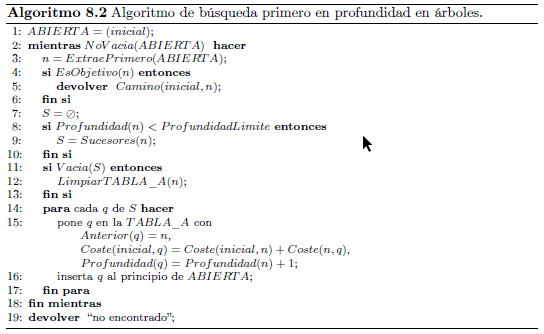 Algoritmo 8.2 Algoritmo de búsqueda primero en profundidad en árboles.
1: ABIERTA = (inicial);
2: mientras NoVacia(ABIERTA) hacer
3: n = ExtraePrimero(ABIERTA);
4: si EsObjetivo(n) entonces
5: devolver Camino(inicial, n);
6: fin si
7: S = ∅;
8: si Profundidad(n) < ProfundidadLimite entonces
9: S = Sucesores(n);
10: fin si
11: si Vacia(S) entonces
12: LimpiarTABLA_A(n);
13: fin si
14: para cada q de S hacer
15: pone q en la TABLA_A con
Anterior(q) = n,
Coste(inicial, q) = Coste(inicial, n) + Coste(n, q),
Profundidad(q) = Profundidad(n) + 1;
16: inserta q al principio de ABIERTA;
17: fin para
18: fin mientras
19: devolver “no encontrado”;